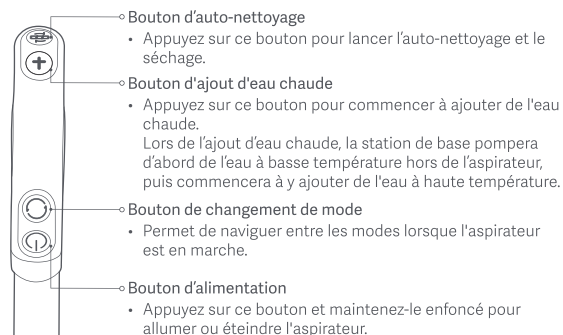 Bouton d’auto-nettoyage
• Appuyez sur ce bouton pour lancer l’auto-nettoyage et le
séchage.
Bouton d'ajout d'eau chaude
• Appuyez sur ce bouton pour commencer à ajouter de l'eau
chaude.
Lors de l’ajout d’eau chaude, la station de base pompera
d’abord de l’eau à basse température hors de l’aspirateur,
puis commencera à y ajouter de l'eau à haute température.
Bouton de changement de mode
• Permet de naviguer entre les modes lorsque l'aspirateur
est en marche.
Bouton d’alimentation
• Appuyez sur ce bouton et maintenez-le enfoncé pour
allumer ou éteindre l'aspirateur.